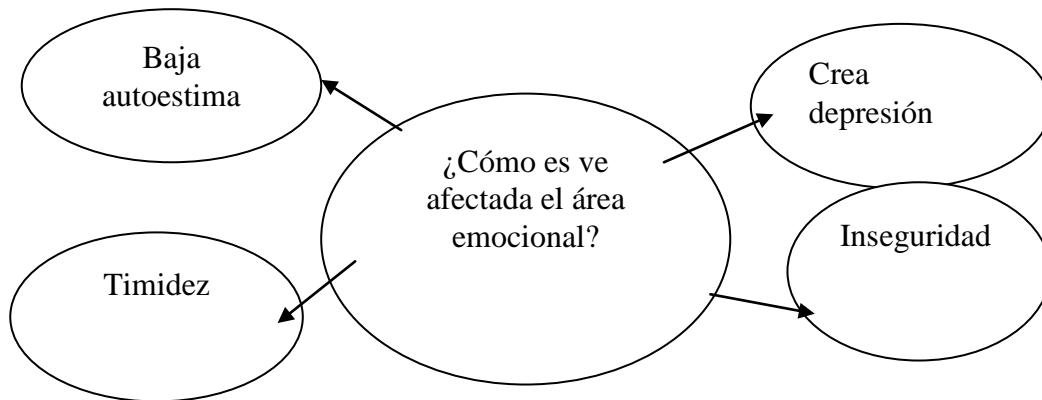 Baja
autoestima
Crea
depresión
¿Cómo es ve
afectada el área
emocional?
Inseguridad
Timidez